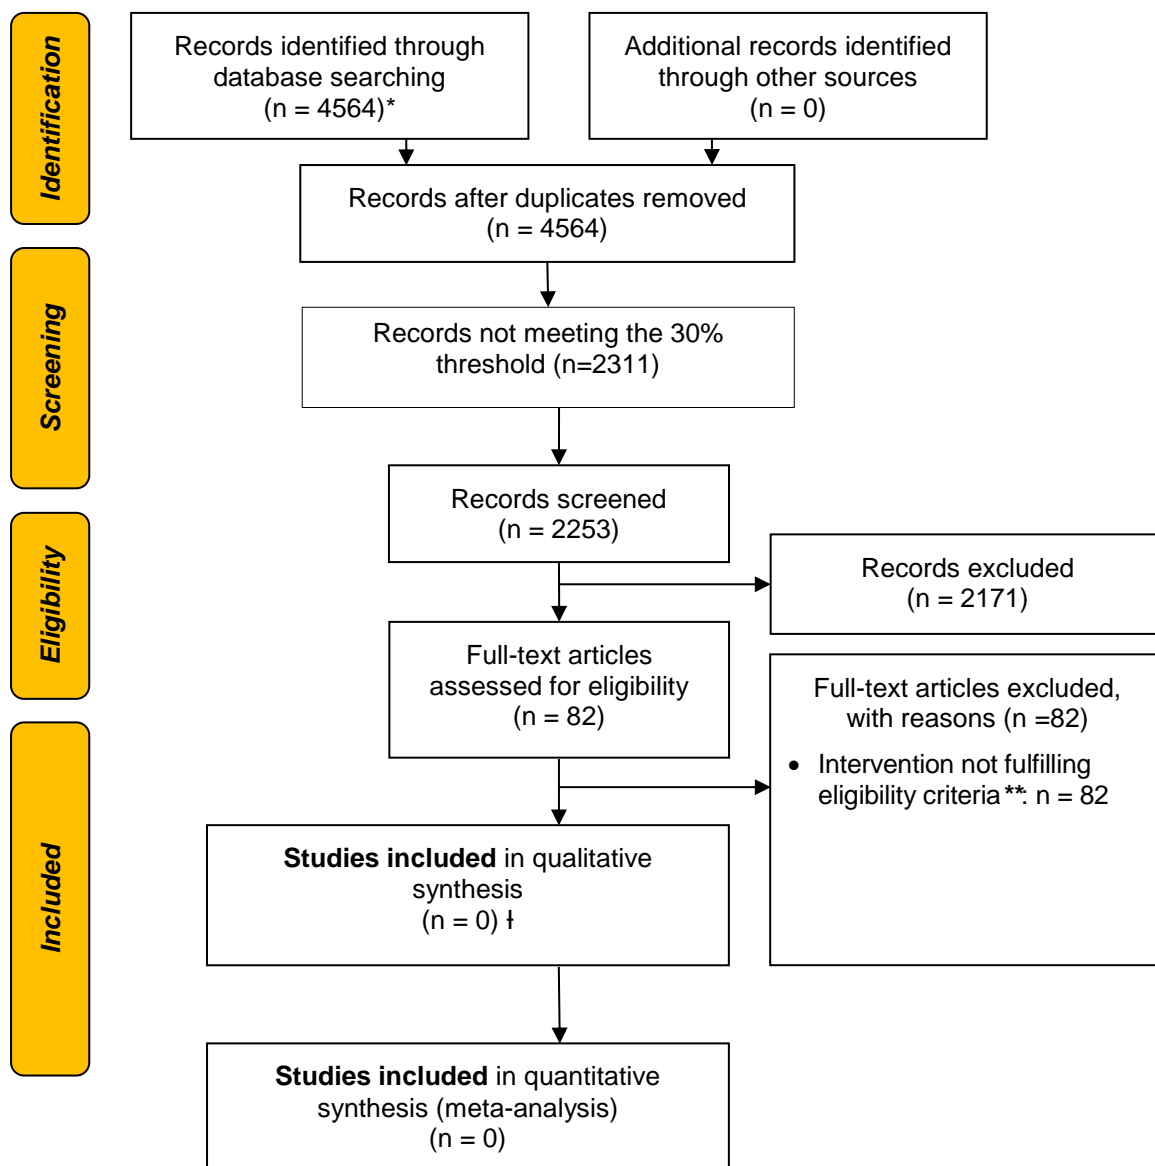 Identification
Records identified through
database searching
(n = 4564)*
Additional records identified
through other sources
(n = 0)
Records after duplicates removed
(n = 4564)
Screening
Records not meeting the 30%
threshold (n=2311)
Records screened
(n = 2253)
Eligibility
Records excluded
(n = 2171)
Full-text articles
assessed for eligibility
(n = 82)
Full-text articles excluded,
with reasons (n =82)
• Intervention not fulfilling
eligibility criteria**: n = 82
Included
Studies included in qualitative
synthesis
(n = 0) ƚ
Studies included in quantitative
synthesis (meta-analysis)
(n = 0)